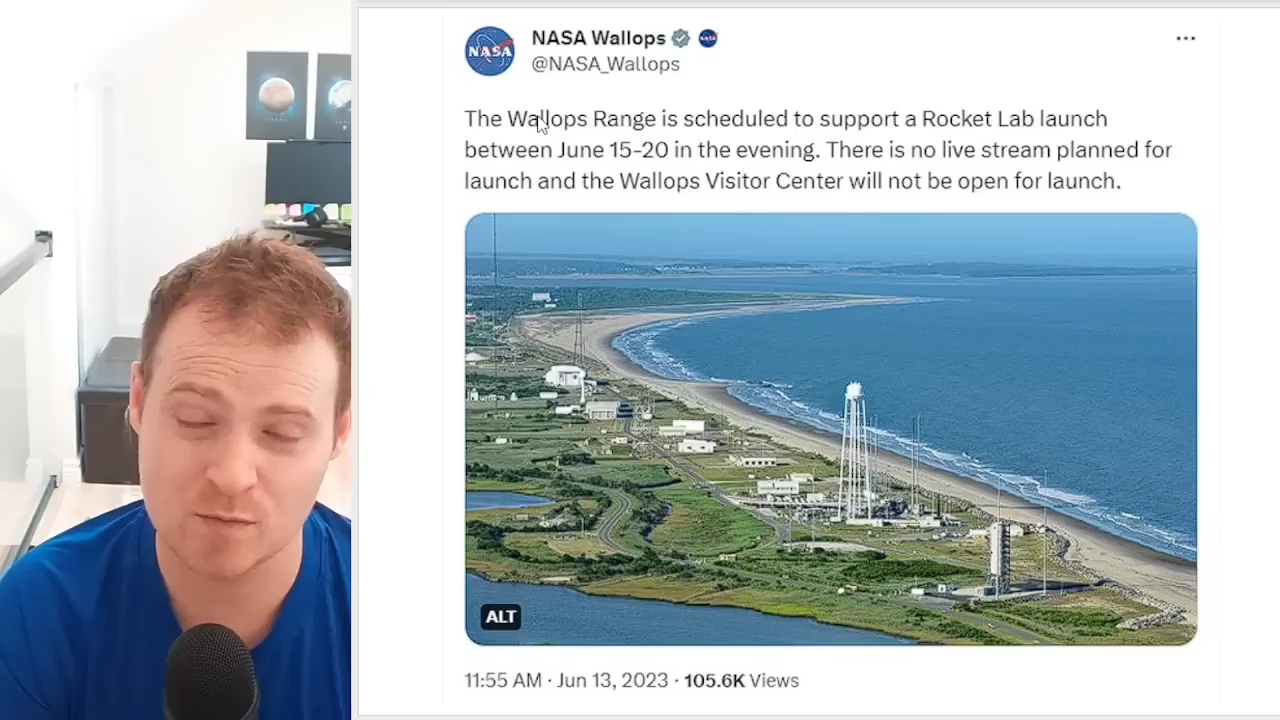 NASA
NASA Wallops
@NASA_Wallops
The Wallops Range is scheduled to support a Rocket Lab launch
between June 15-20 in the evening. There is no live stream planned for
launch and the Wallops Visitor Center will not be open for launch.
ALT
11:55 AM · Jun 13, 2023 · 105.6K Views